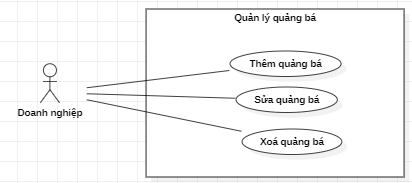 Quản lý quảng bá
Thêm quảng bá
Sửa quảng bá
Doanh nghiệp
Xoá quảng bá